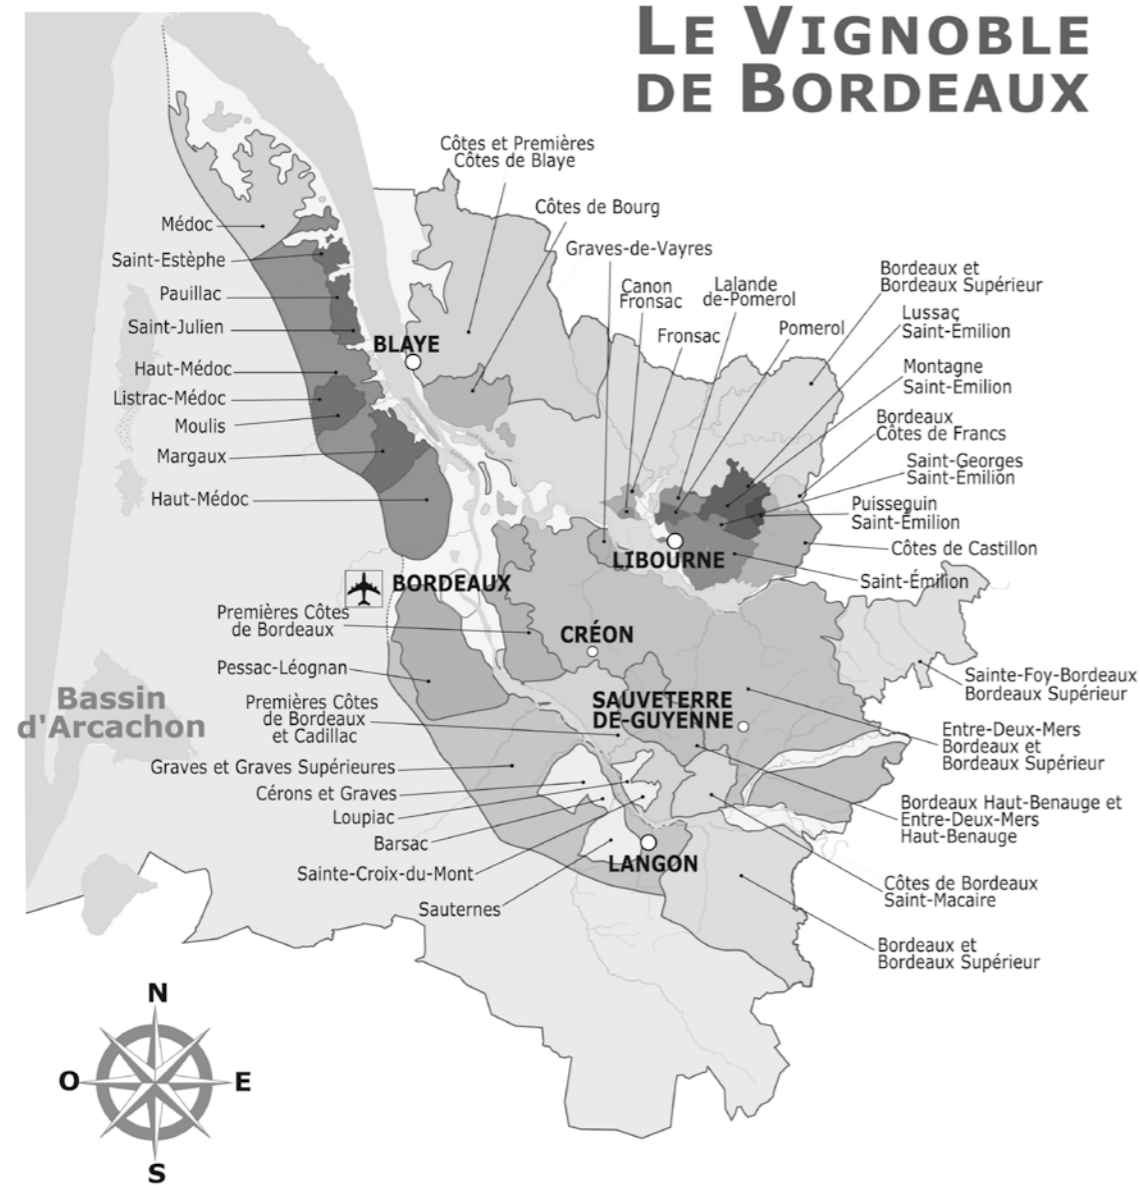 LE VIGNOBLE
DE BORDEAUX
Côtes et Premières
Côtes de Blaye
Côtes de Bourg
Graves-de-Vayres
Canon
Fronsac
Lalande
de-Pomerol
Fronsac
Pomerol
Bordeaux et
Bordeaux Supérieur
Lussac
Saint-Émilion
Montagne
Saint-Émilion
Bordeaux
Côtes de Francs
Saint-Georges
Saint-Émilion
Puisseguin
Saint-Émilion
Côtes de Castillon
Saint-Émilion
Médoc
Saint-Estèphe
Pauillac
Saint-Julien
Haut-Médoc
Listrac-Médoc
Moulis
Margaux
Haut-Médoc
BLAYE
LIBOURNE
BORDEAUX
CRÉON
SAUVETERRE
DE-GUYENNE
LANGON
Premières Côtes
de Bordeaux
Pessac-Léognan
Premières Côtes
de Bordeaux
et Cadillac
Graves et Graves Supérieures
Cérons et Graves
Loupiac
Barsac
Sainte-Croix-du-Mont
Sauternes
Bassin
d'Arcachon
Sainte-Foy-Bordeaux
Bordeaux Supérieur
Entre-Deux-Mers
Bordeaux et
Bordeaux Supérieur
Bordeaux Haut-Benauge et
Entre-Deux-Mers
Haut-Benauge
Côtes de Bordeaux
Saint-Macaire
Bordeaux et
Bordeaux Supérieur
N
O
E
S